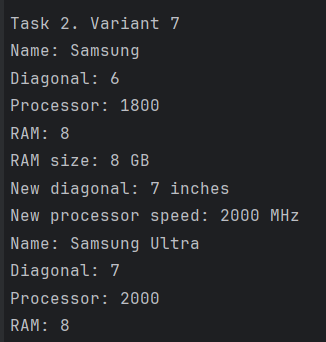 Task 2. Variant 7
Name: Samsung
Diagonal: 6
Processor: 1800
RAM: 8
RAM size: 8 GB
New diagonal: 7 inches
New processor speed: 2000 MHz
Name: Samsung Ultra
Diagonal: 7
Processor: 2000
RAM: 8